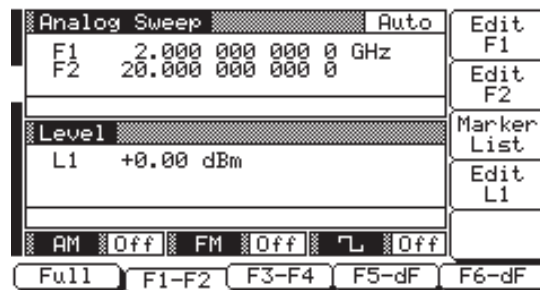 Analog Sweep Auto
F1 2.000 000 000 0 GHz
F2 20.000 000 000 0
Level
L1 +0.00 dBm
AM Off FM Off Off
Edit F1
Edit F2
Marker List
Edit L1
Full F1-F2 F3-F4 F5-dF F6-dF